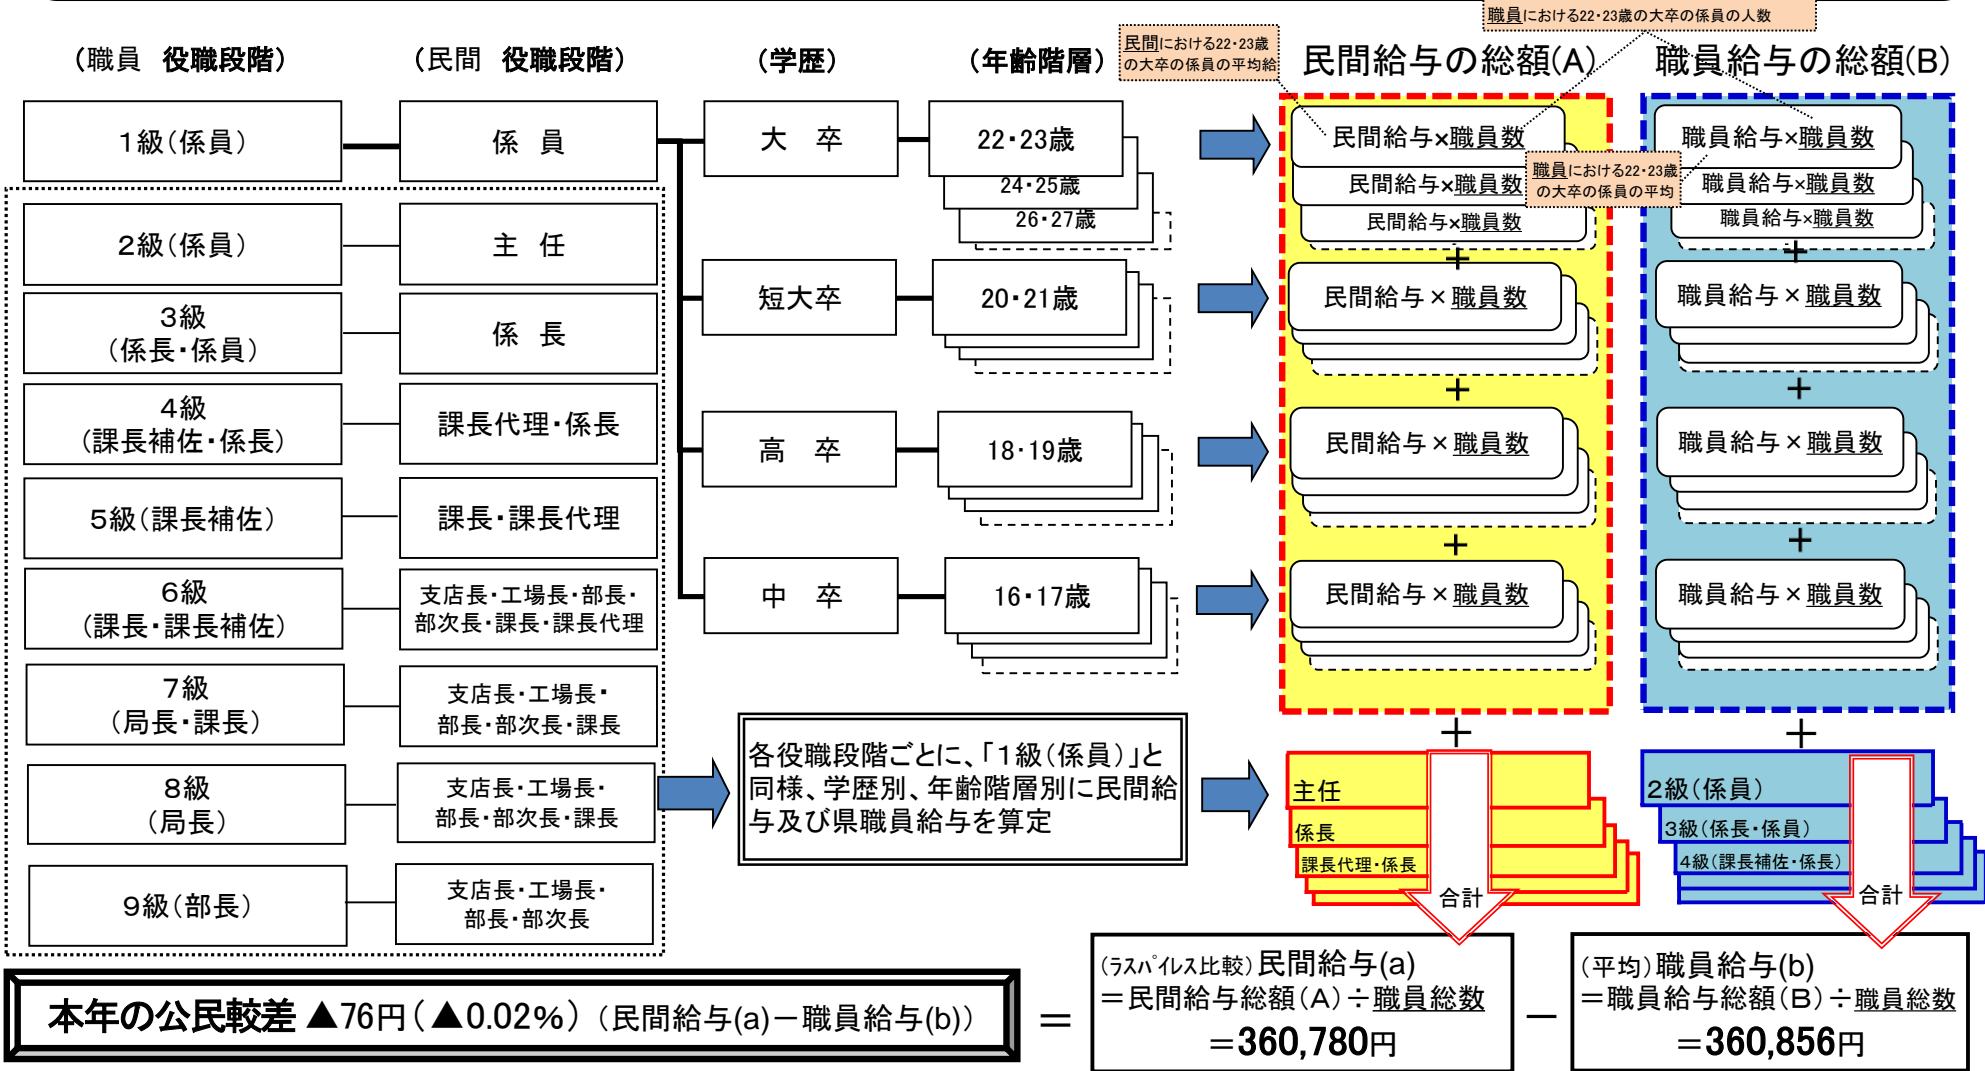 職員における22・23歳の大卒の係員の人数
(職員 役職段階)
(民間 役職段階)
(学歴)
(年齢階層)
民間における22・23歳
の大卒の係員の平均給
民間給与の総額(A)
職員給与の総額(B)
1級(係員)
係 員
大 卒
22・23歳
24・25歳
26・27歳
民間給与×職員数
民間給与×職員数
民間給与×職員数
職員における22・23歳
の大卒の係員の平均
職員給与×職員数
職員給与×職員数
職員給与×職員数
+
+
2級(係員)
主 任
短大卒
20・21歳
民間給与×職員数
職員給与×職員数
3級
(係長・係員)
係 長
+
+
4級
(課長補佐・係長)
課長代理・係長
高 卒
18・19歳
民間給与×職員数
職員給与×職員数
5級(課長補佐)
課長・課長代理
+
+
6級
(課長・課長補佐)
支店長・工場長・部長・
部次長・課長・課長代理
中 卒
16・17歳
民間給与×職員数
職員給与×職員数
7級
(局長・課長)
支店長・工場長・
部長・部次長・課長
+
+
8級
(局長)
支店長・工場長・
部長・部次長・課長
各役職段階ごとに、「1級(係員)」と
同様、学歴別、年齢階層別に民間給
与及び県職員給与を算定
主任
係長
課長代理・係長
合計
2級(係員)
3級(係長・係員)
4級(課長補佐・係長)
合計
9級(部長)
支店長・工場長・
部長・部次長
本年の公民較差 ▲76円(▲0.02%)(民間給与(a)−職員給与(b))
=
(ラスパイレス比較)民間給与(a)
=民間給与総額(A)÷職員総数
=360,780円
−
(平均)職員給与(b)
=職員給与総額(B)÷職員総数
=360,856円